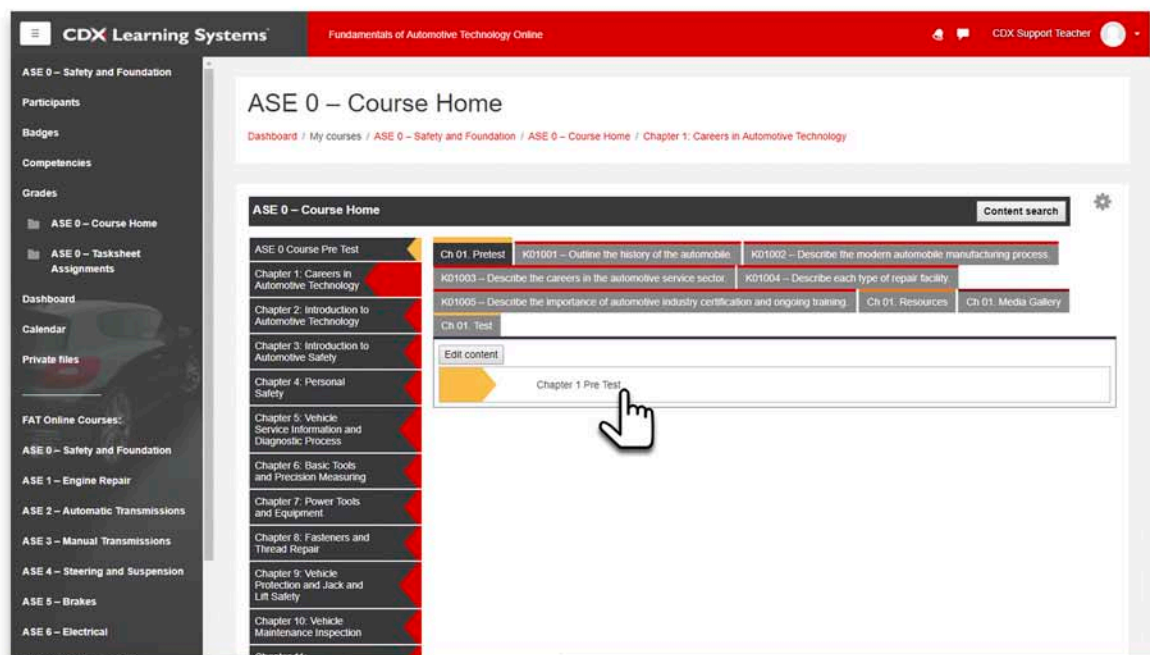 CDX Learning Systems
Fundamentals of Automotive Technology Online
CDX Support Teacher
ASE 0 – Safety and Foundation
Participants
Badges
Competencies
Grades
ASE 0 – Course Home
ASE 0 – Tasksheet
Assignments
Dashboard
Calendar
Private files
FAT Online Courses:
ASE 0 – Safety and Foundation
ASE 1 – Engine Repair
ASE 2 – Automatic Transmissions
ASE 3 – Manual Transmissions
ASE 4 – Steering and Suspension
ASE 5 – Brakes
ASE 6 – Electrical
ASE 0 – Course Home
Dashboard / My courses / ASE 0 – Safety and Foundation / ASE 0 – Course Home / Chapter 1: Careers in Automotive Technology
ASE 0 – Course Home
Content search
ASE 0 Course Pre Test
Chapter 1: Careers in
Automotive Technology
Chapter 2: Introduction to
Automotive Technology
Chapter 3: Introduction to
Automotive Safety
Chapter 4: Personal
Safety
Chapter 5: Vehicle
Service Information and
Diagnostic Process
Chapter 6: Basic Tools
and Precision Measuring
Chapter 7: Power Tools
and Equipment
Chapter 8: Fasteners and
Thread Repair
Chapter 9: Vehicle
Protection and Jack and
Lift Safety
Chapter 10: Vehicle
Maintenance Inspection
Ch 01. Pretest
K01001 – Outline the history of the automobile.
K01002 – Describe the modern automobile manufacturing process.
K01003 – Describe the careers in the automotive service sector.
K01004 – Describe each type of repair facility.
K01005 – Describe the importance of automotive industry certification and ongoing training.
Ch 01. Resources
Ch 01. Media Gallery
Ch 01. Test
Edit content
Chapter 1 Pre Test